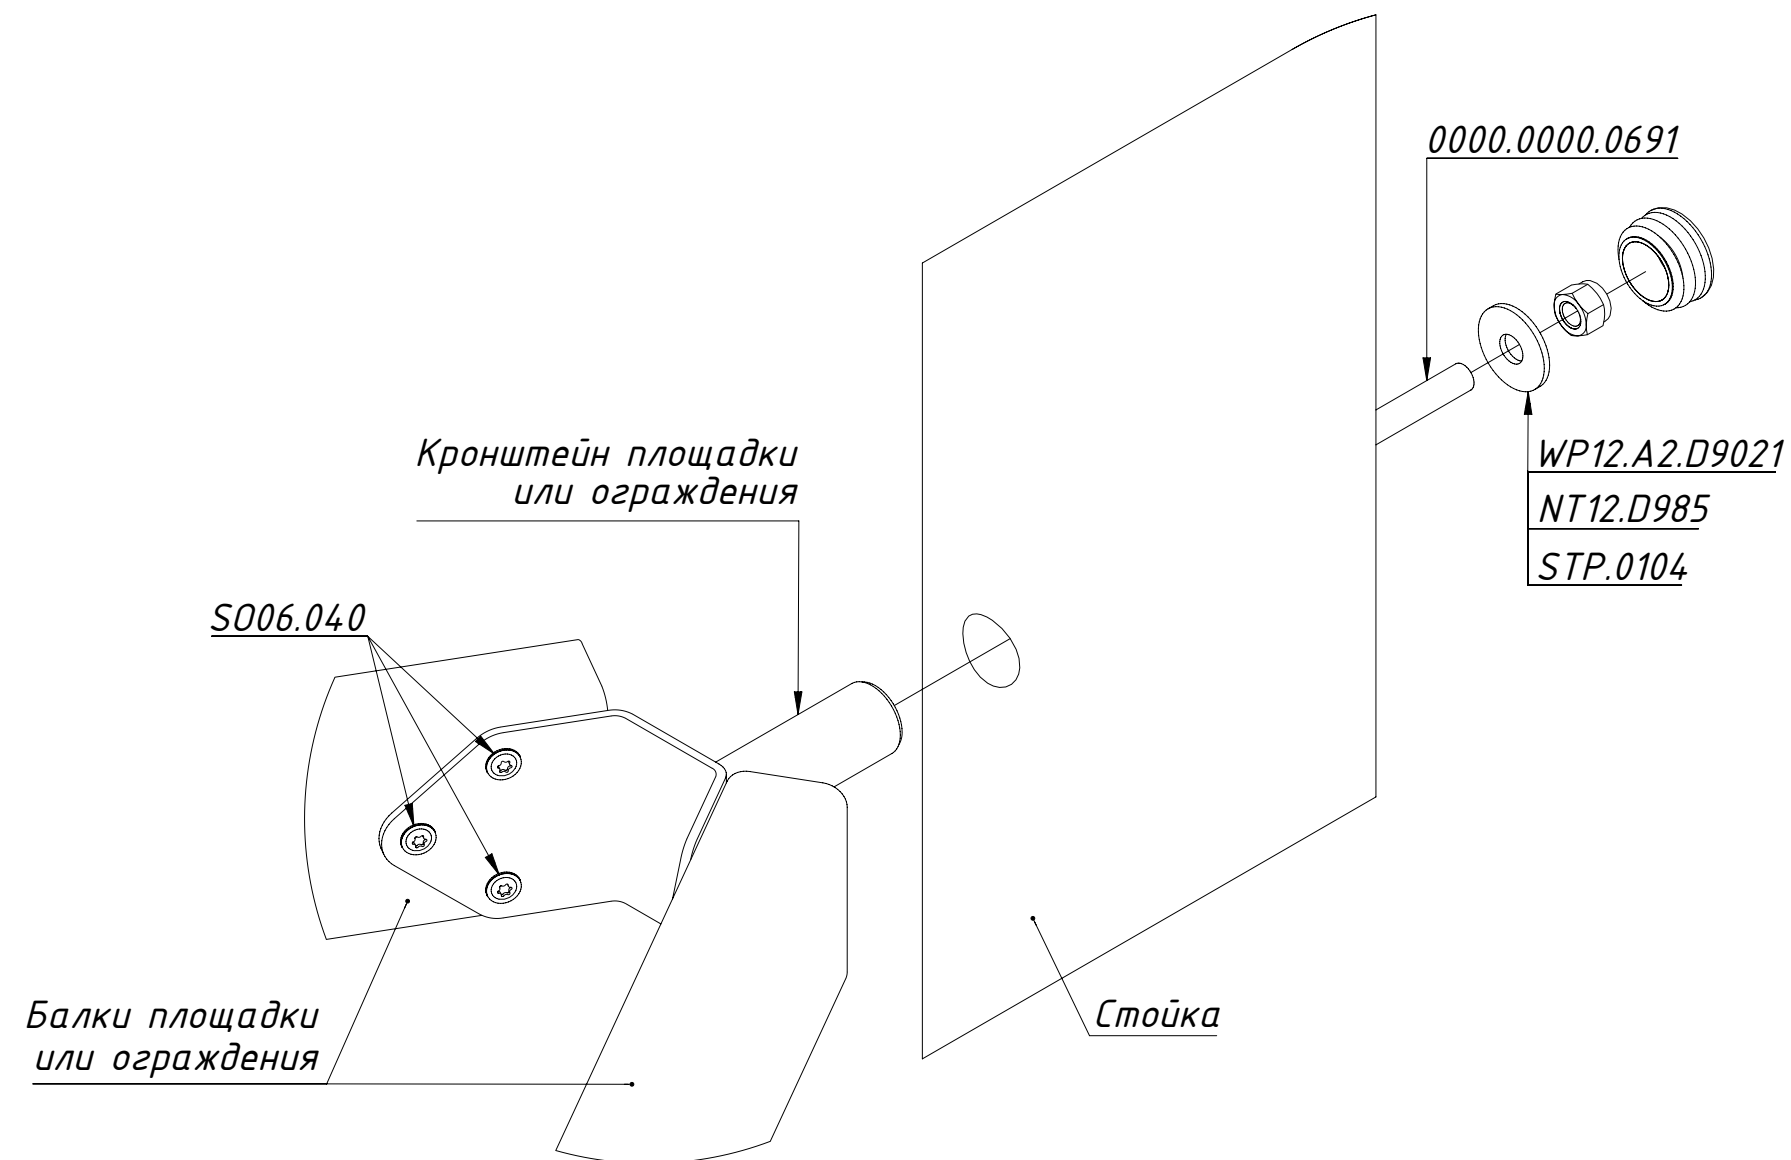 0000.0000.0691
Кронштейн площадки
или ограждения
WP12.A2.D9021
NT12.D985
STP.0104
SO06.040
Балки площадки
или ограждения
Стойка